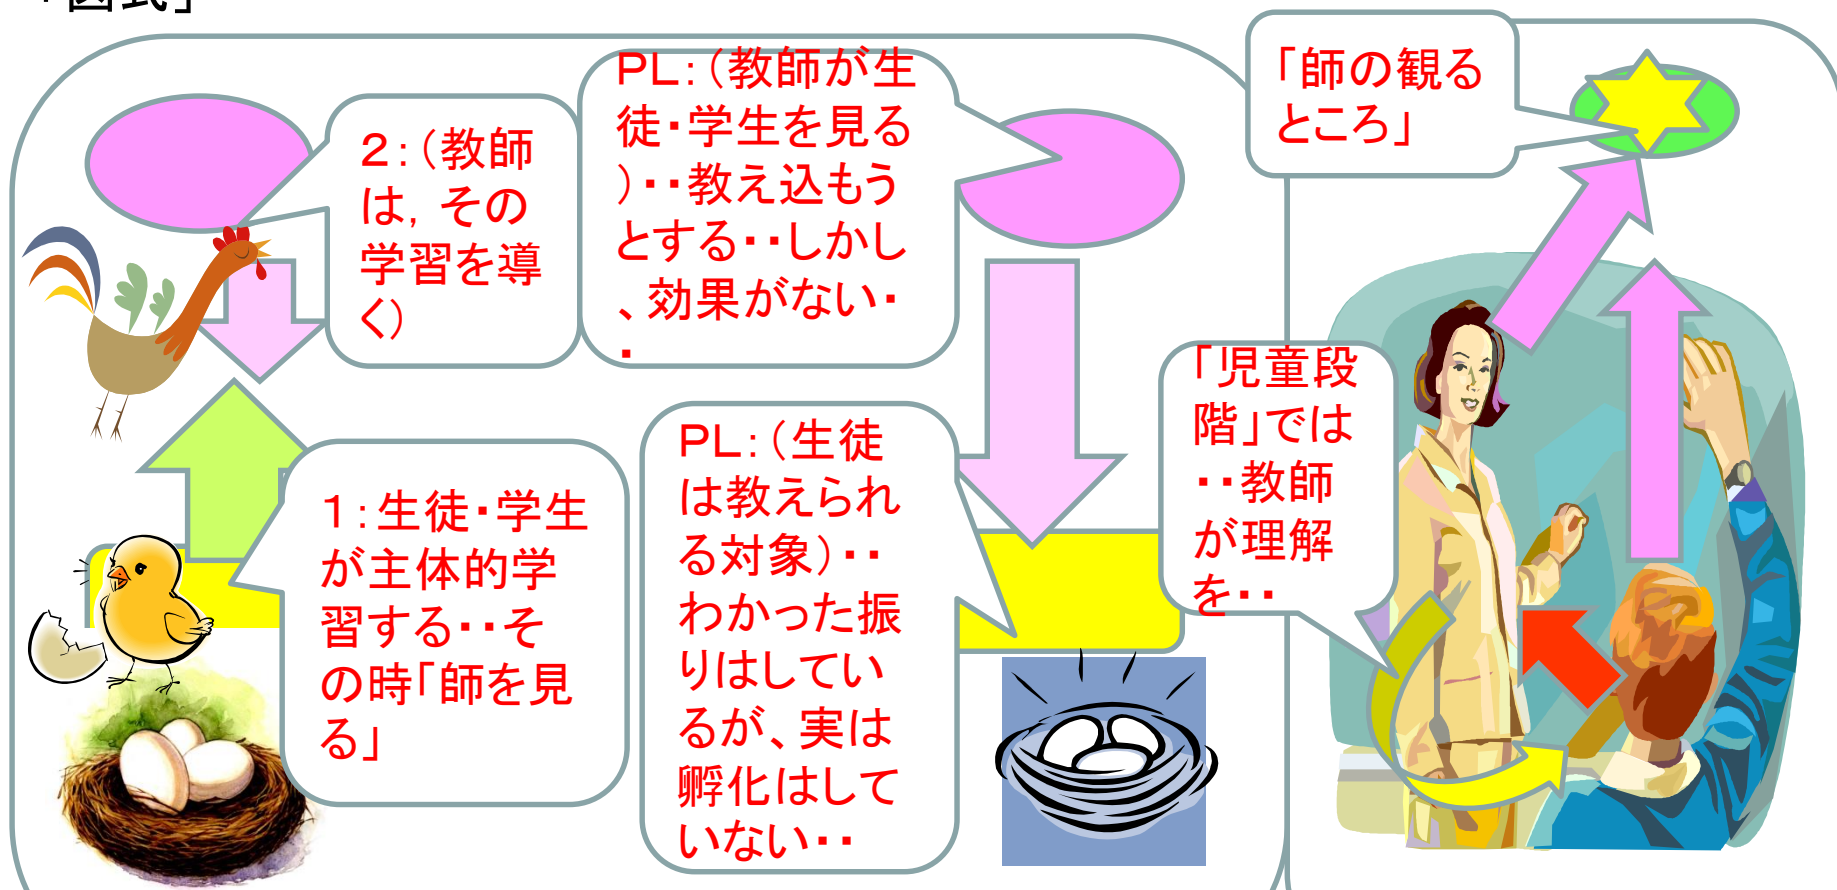 ２：（教師
は，その
学習を導
く）
ＰＬ：（教師が生
徒・学生を見る
）・・教え込もう
とする・・しかし
、効果がない・
・
「師の観る
ところ」
１：生徒・学生
が主体的学
習する・・そ
の時「師を見
る」
ＰＬ：（生徒
は教えられ
る対象）・・
わかった振
りはしてい
るが、実は
孵化はして
いない・・
「児童段
階」では
・・教師
が理解
を・・